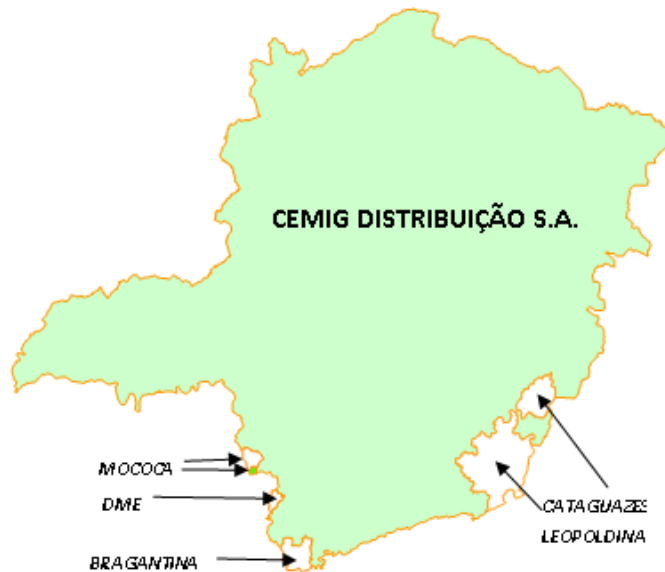 CEMIG DISTRIBUIÇÃO S.A.
MOCOCA
DME
BRAGANTINA
CATAGUAZES
LEOPOLDINA